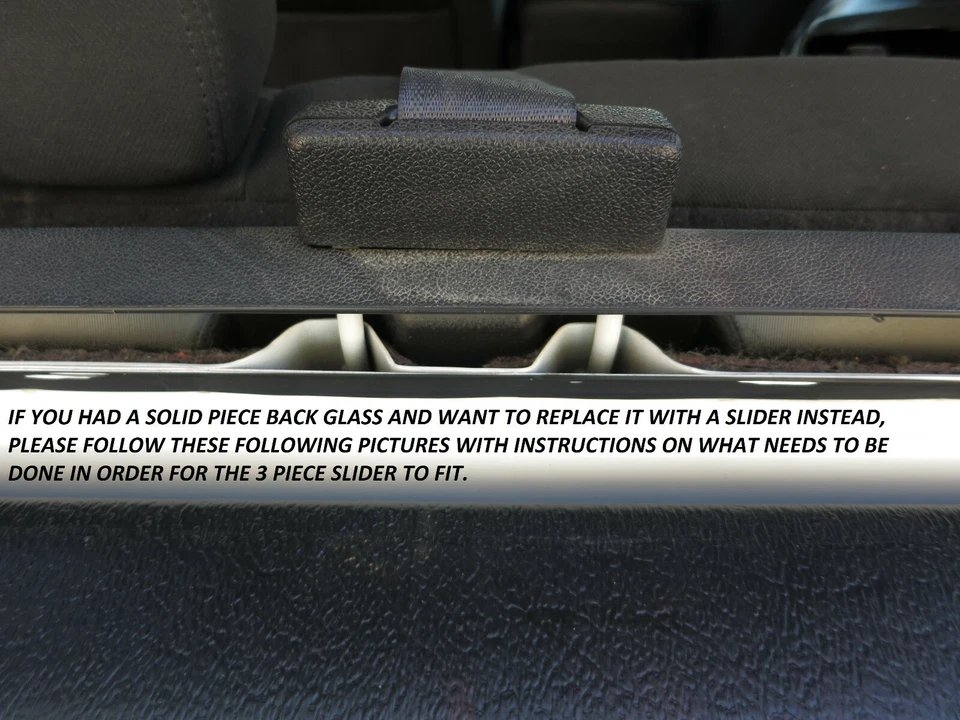 IF YOU HAD A SOLID PIECE BACK GLASS AND WANT TO REPLACE IT WITH A SLIDER INSTEAD,
PLEASE FOLLOW THESE FOLLOWING PICTURES WITH INSTRUCTIONS ON WHAT NEEDS TO BE
DONE IN ORDER FOR THE 3 PIECE SLIDER TO FIT.